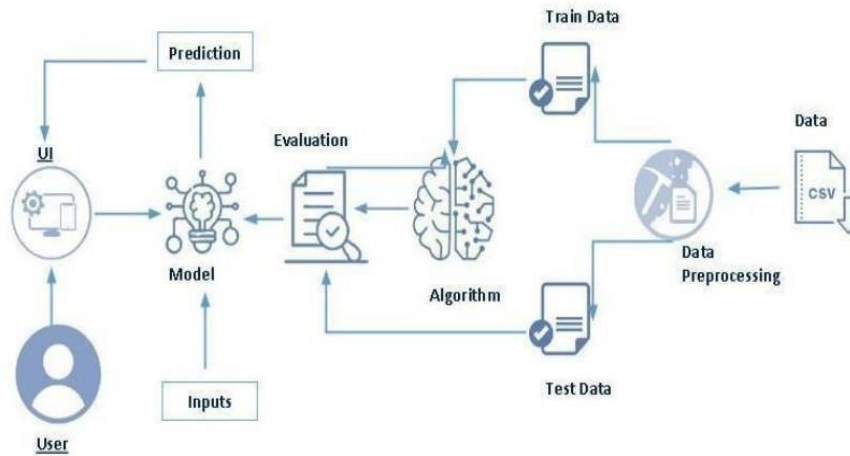 Train Data
Prediction
Data
Evaluation
UI
CSV
Model
Data
Preprocessing
Algorithm
Inputs
Test Data
User